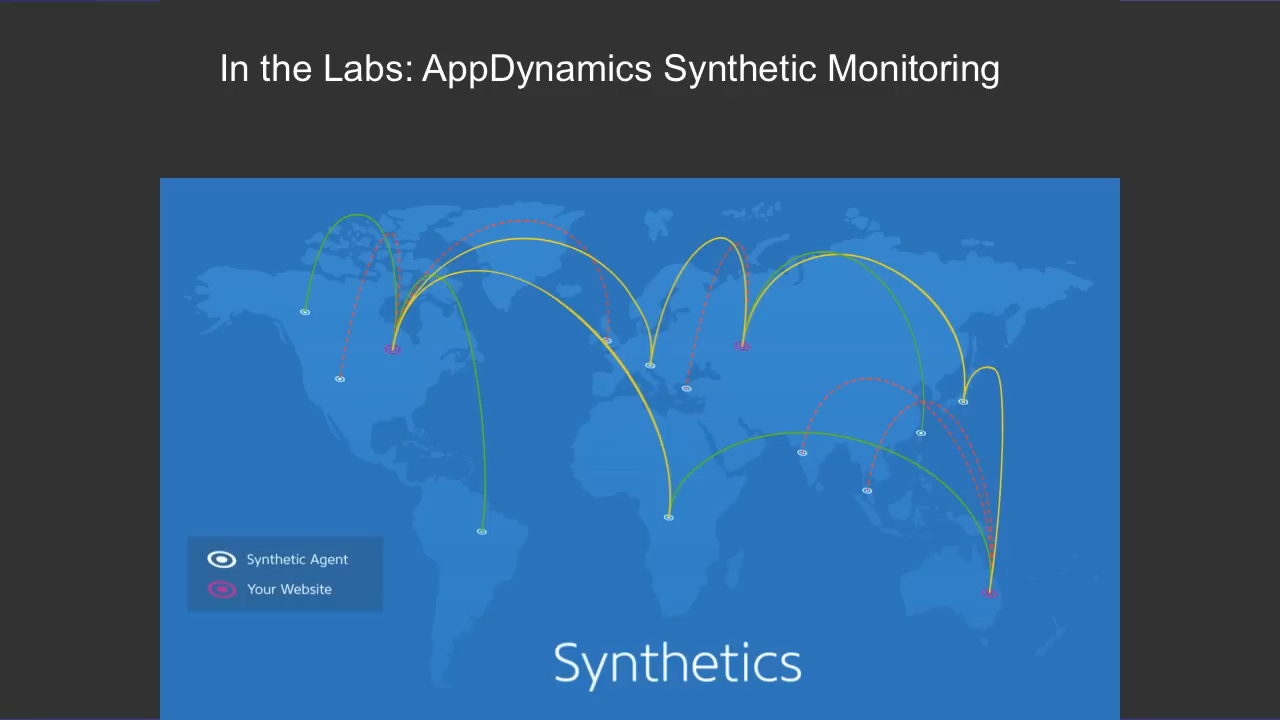 In the Labs: AppDynamics Synthetic Monitoring
Synthetic Agent
Your Website
Synthetics